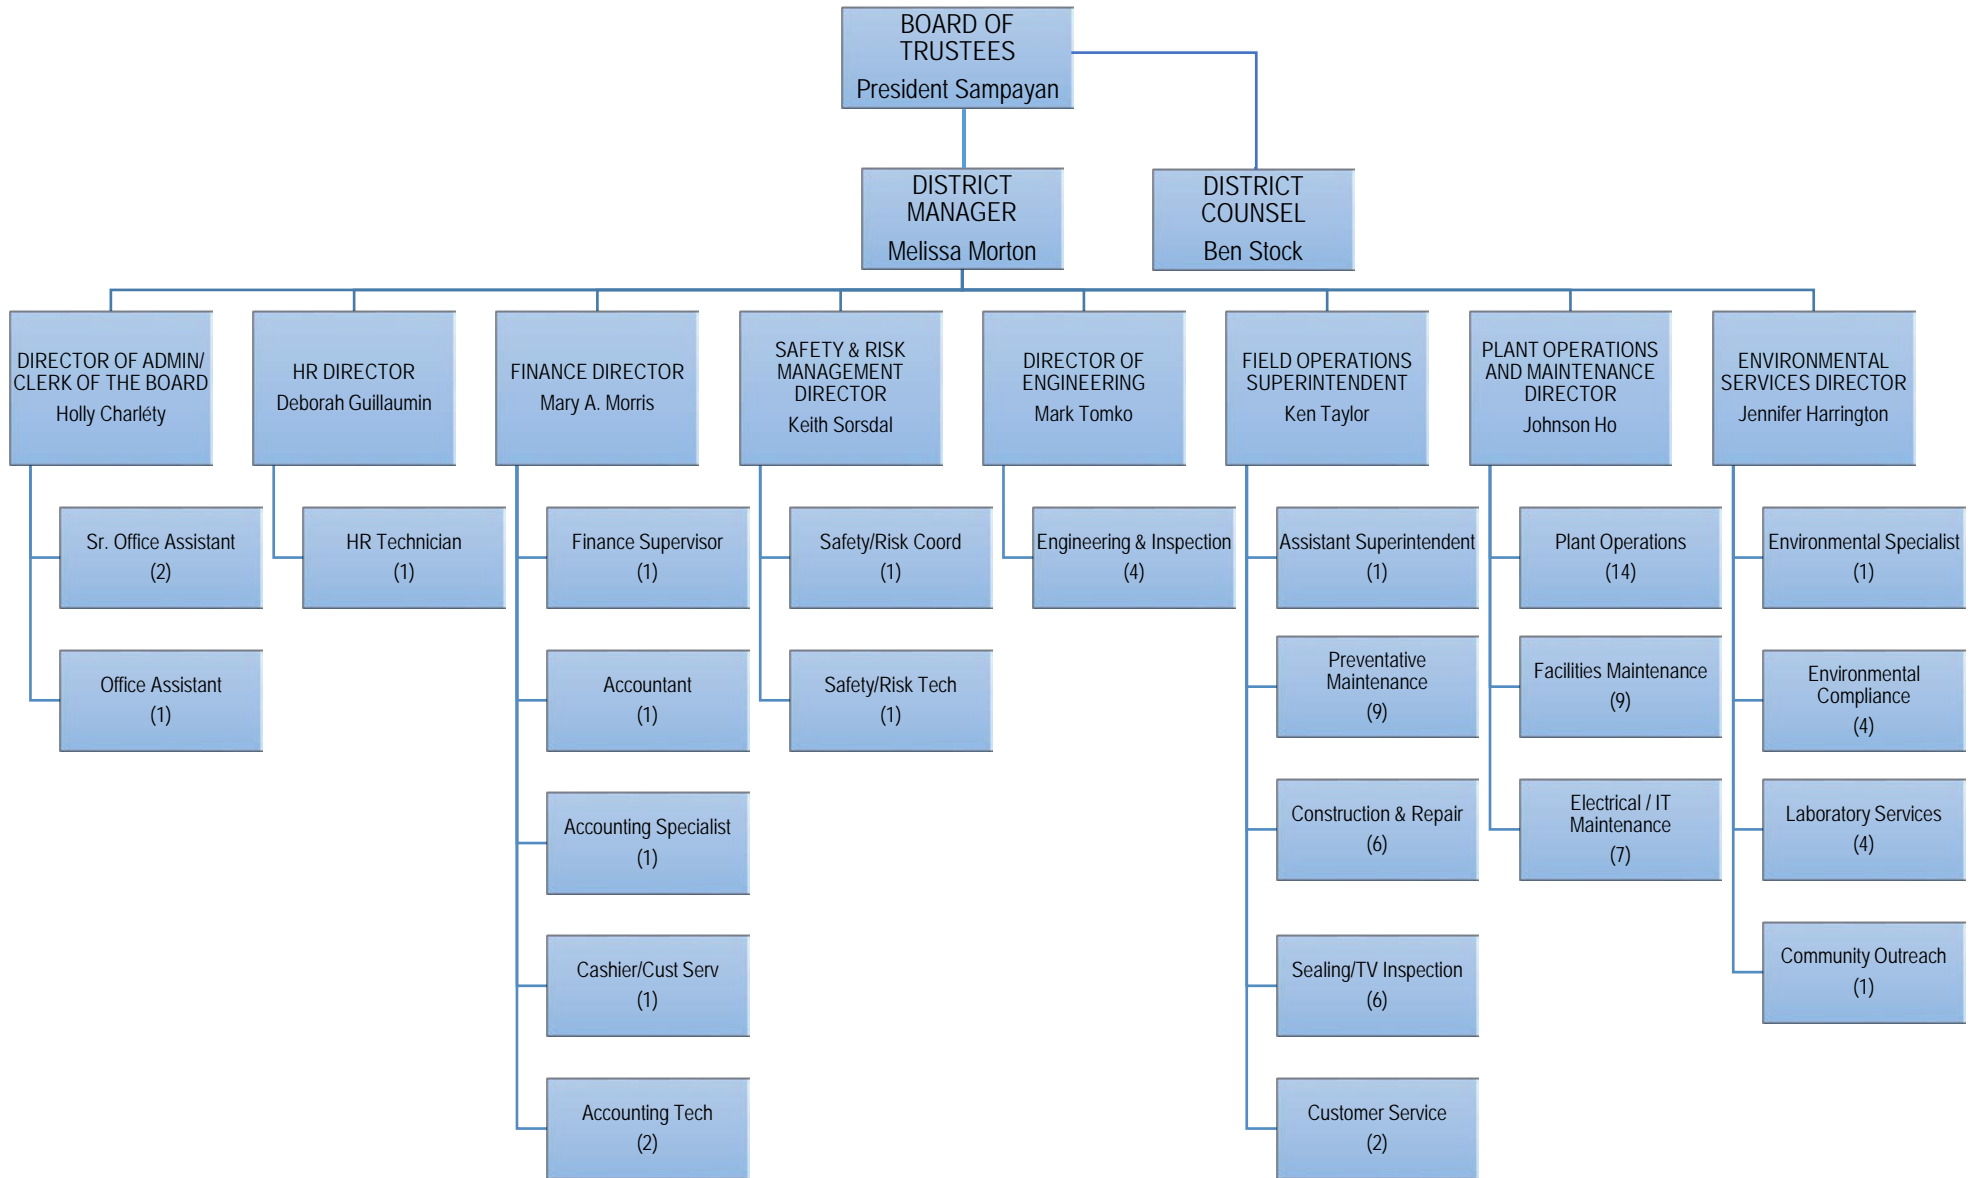 BOARD OF
TRUSTEES
President Sampayan
DISTRICT
MANAGER
Melissa Morton
DISTRICT
COUNSEL
Ben Stock
DIRECTOR OF ADMIN/
CLERK OF THE BOARD
Holly Charléty
HR DIRECTOR
Deborah Guillaumin
FINANCE DIRECTOR
Mary A. Morris
SAFETY & RISK
MANAGEMENT
DIRECTOR
Keith Sorsdal
DIRECTOR OF
ENGINEERING
Mark Tomko
FIELD OPERATIONS
SUPERINTENDENT
Ken Taylor
PLANT OPERATIONS
AND MAINTENANCE
DIRECTOR
Johnson Ho
ENVIRONMENTAL
SERVICES DIRECTOR
Jennifer Harrington
Sr. Office Assistant
(2)
Office Assistant
(1)
HR Technician
(1)
Finance Supervisor
(1)
Accountant
(1)
Accounting Specialist
(1)
Cashier/Cust Serv
(1)
Accounting Tech
(2)
Safety/Risk Coord
(1)
Safety/Risk Tech
(1)
Engineering & Inspection
(4)
Assistant Superintendent
(1)
Preventative
Maintenance
(9)
Construction & Repair
(6)
Sealing/TV Inspection
(6)
Customer Service
(2)
Plant Operations
(14)
Facilities Maintenance
(9)
Electrical / IT
Maintenance
(7)
Environmental Specialist
(1)
Environmental
Compliance
(4)
Laboratory Services
(4)
Community Outreach
(1)